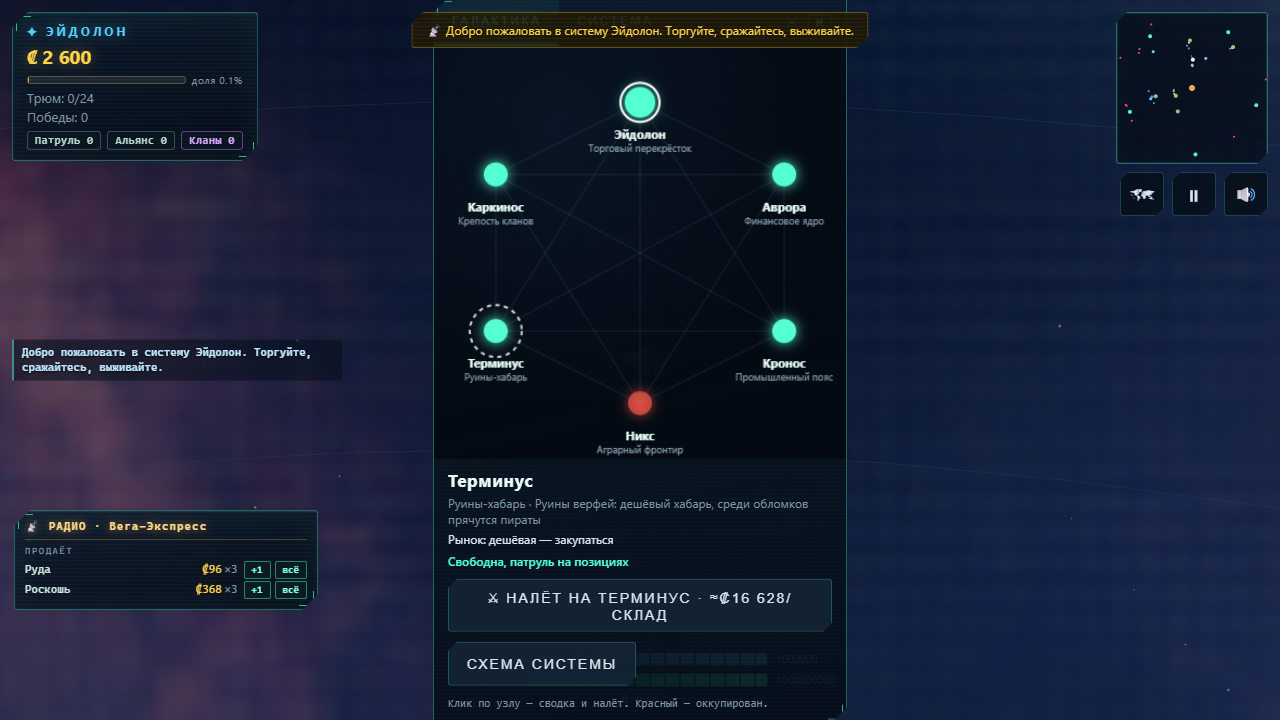 ✦ ЭЙДОЛОН
₡ 2 600
доля 0.1%
Трюм: 0/24
Победы: 0
Патруль 0 Альянс 0 Кланы 0
ГАЛАКТИКА СИСТЕМА
Добро пожаловать в систему Эйдолон. Торгуйте, сражайтесь, выживайте.
Эйдолон
Торговый перекрёсток
Каркинос
Крепость кланов
Аврора
Финансовое ядро
Терминус
Руины-хабарь
Кронос
Промышленный пояс
Никс
Аграрный фронтир
Добро пожаловать в систему Эйдолон. Торгуйте,
сражайтесь, выживайте.
РАДИО · Вега-Экспресс
ПРОДАЁТ
Руда ₡96 ×3 +1 всё
Роскошь ₡368 ×3 +1 всё
Терминус
Руины-хабарь · Руины верфей: дешёвый хабарь, среди обломков
прячутся пираты
Рынок: дешёвая — закупаться
Свободна, патруль на позициях
⚔ НАЛЁТ НА ТЕРМИНУС · ≈₡16 628/
СКЛАД
СХЕМА СИСТЕМЫ
Клик по узлу — сводка и налёт. Красный — оккупирован.